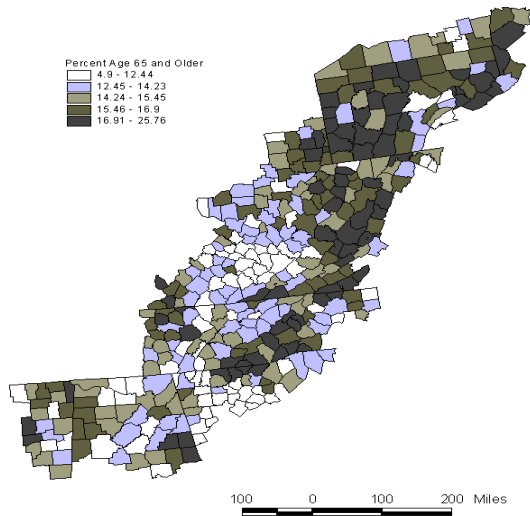 Percent Age 65 and Older
4.9 - 12.44
12.45 - 14.23
14.24 - 15.45
15.46 - 16.9
16.91 - 25.76
100 0 100 200 Miles